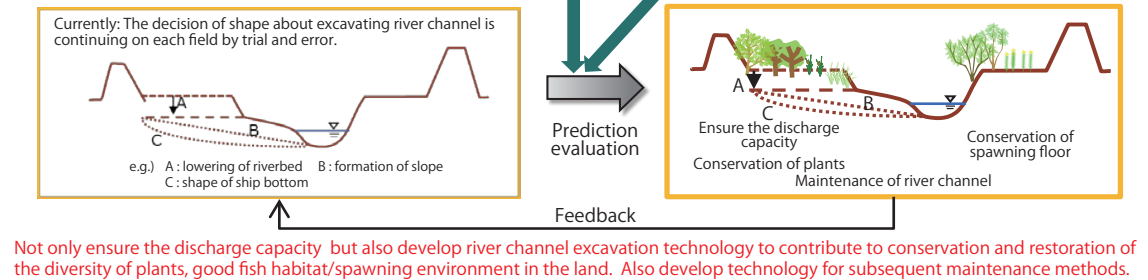 Currently: The decision of shape about excavating river channel is
continuing on each field by trial and error.
A
B
C
e.g.) A : lowering of riverbed B : formation of slope
C : shape of ship bottom
Prediction
evaluation
A
B
C
Ensure the discharge
capacity
Conservation of plants
Conservation of
spawning floor
Maintenance of river channel
Feedback
Not only ensure the discharge capacity but also develop river channel excavation technology to contribute to conservation and restoration of
the diversity of plants, good fish habitat/spawning environment in the land. Also develop technology for subsequent maintenance methods.